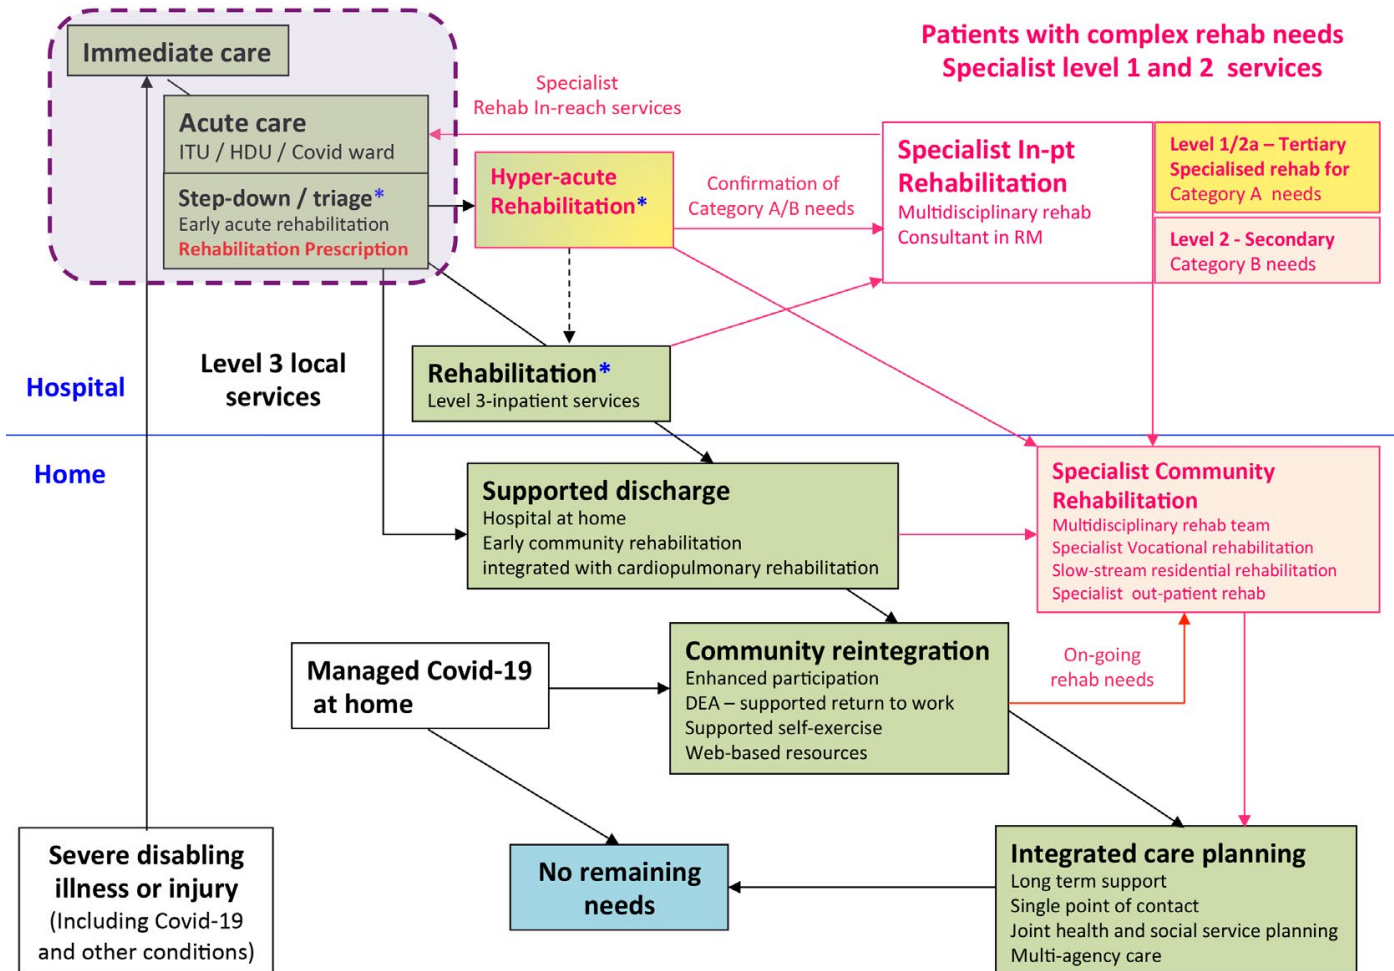 Immediate care
Acute care
ITU / HDU / Covid ward
Step-down / triage*
Early acute rehabilitation
Rehabilitation Prescription
Specialist
Rehab In-reach services
Patients with complex rehab needs
Specialist level 1 and 2 services
Hyper-acute
Rehabilitation*
Confirmation of
Category A/B needs
Specialist In-pt
Rehabilitation
Multidisciplinary rehab
Consultant in RM
Level 1/2a – Tertiary
Specialised rehab for
Category A needs
Level 2 - Secondary
Category B needs
Level 3 local
services
Rehabilitation*
Level 3-inpatient services
Hospital
Home
Supported discharge
Hospital at home
Early community rehabilitation
integrated with cardiopulmonary rehabilitation
Specialist Community
Rehabilitation
Multidisciplinary rehab team
Specialist Vocational rehabilitation
Slow-stream residential rehabilitation
Specialist out-patient rehab
Managed Covid-19
at home
Community reintegration
Enhanced participation
DEA – supported return to work
Supported self-exercise
Web-based resources
On-going
rehab needs
Severe disabling
illness or injury
(Including Covid-19
and other conditions)
No remaining
needs
Integrated care planning
Long term support
Single point of contact
Joint health and social service planning
Multi-agency care